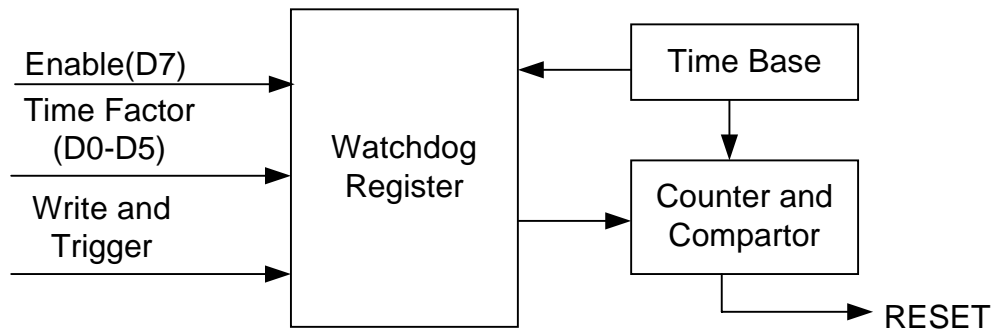 Enable(D7)
Time Factor
(D0-D5)
Write and
Trigger
Watchdog
Register
Time Base
Counter and
Compartor
RESET